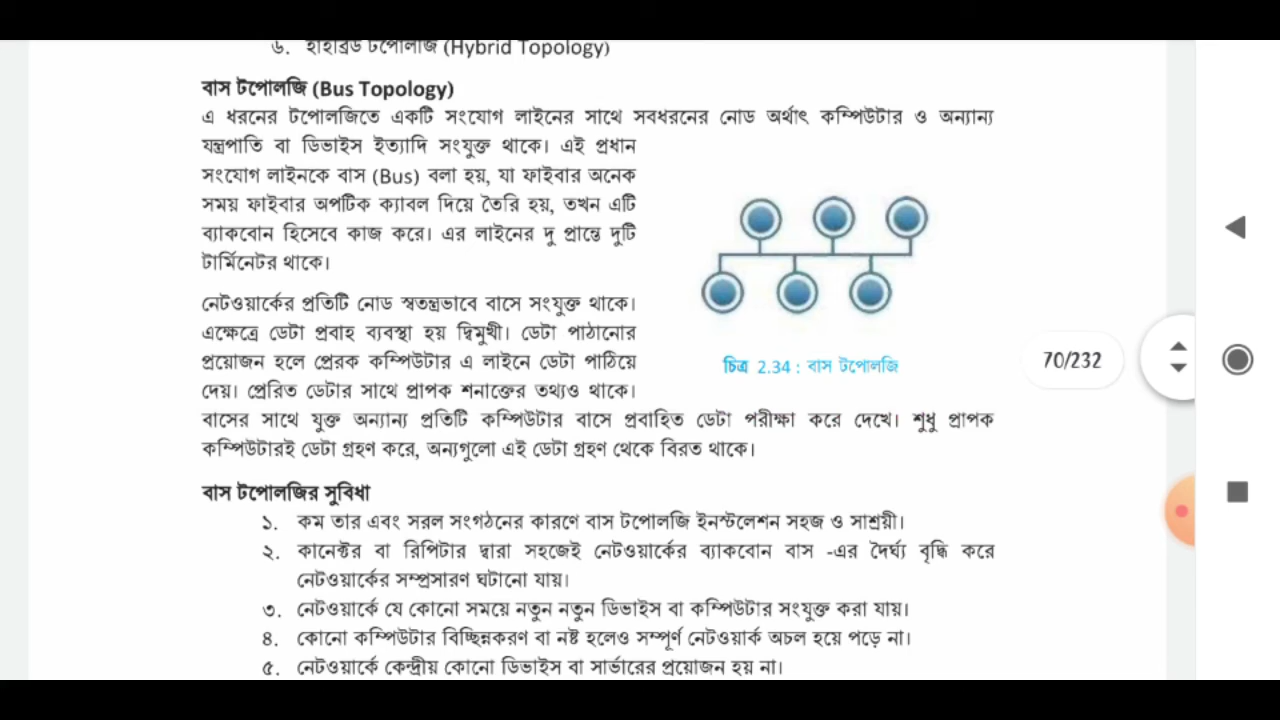 ৬. হাইব্রিড টপোলজি (Hybrid Topology)
বাস টপোলজি (Bus Topology)
এ ধরনের টপোলজিতে একটি সংযোগ লাইনের সাথে সবধরনের নোড অর্থাৎ কম্পিউটার ও অন্যান্য
যন্ত্রপাতি বা ডিভাইস ইত্যাদি সংযুক্ত থাকে। এই প্রধান
সংযোগ লাইনকে বাস (Bus) বলা হয়, যা ফাইবার অনেক
সময় ফাইবার অপটিক ক্যাবল দিয়ে তৈরি হয়, তখন এটি
ব্যাকবোন হিসেবে কাজ করে। এর লাইনের দু প্রান্তে দুটি
টার্মিনেটর থাকে।
নেটওয়ার্কের প্রতিটি নোড স্বতন্ত্রভাবে বাসে সংযুক্ত থাকে।
এক্ষেত্রে ডেটা প্রবাহ ব্যবস্থা হয় দ্বিমুখী। ডেটা পাঠানোর
প্রয়োজন হলে প্রেরক কম্পিউটার এ লাইনে ডেটা পাঠিয়ে
দেয়। প্রেরিত ডেটার সাথে প্রাপক শনাক্তের তথ্যও থাকে।
বাসের সাথে যুক্ত অন্যান্য প্রতিটি কম্পিউটার বাসে প্রবাহিত ডেটা পরীক্ষা করে দেখে। শুধু প্রাপক
কম্পিউটারই ডেটা গ্রহণ করে, অন্যগুলো এই ডেটা গ্রহণ থেকে বিরত থাকে।
চিত্র 2.34 : বাস টপোলজি
70/232
বাস টপোলজির সুবিধা
১. কম তার এবং সরল সংগঠনের কারণে বাস টপোলজি ইনস্টলেশন সহজ ও সাশ্রয়ী।
২. কানেক্টর বা রিপিটার দ্বারা সহজেই নেটওয়ার্কের ব্যাকবোন বাস -এর দৈর্ঘ্য বৃদ্ধি করে
নেটওয়ার্কের সম্প্রসারণ ঘটানো যায়।
৩. নেটওয়ার্কে যে কোনো সময়ে নতুন নতুন ডিভাইস বা কম্পিউটার সংযুক্ত করা যায়।
৪. কোনো কম্পিউটার বিচ্ছিন্নকরণ বা নষ্ট হলেও সম্পূর্ণ নেটওয়ার্ক অচল হয়ে পড়ে না।
৫. নেটওয়ার্কে কেন্দ্রীয় কোনো ডিভাইস বা সার্ভারের প্রয়োজন হয় না।